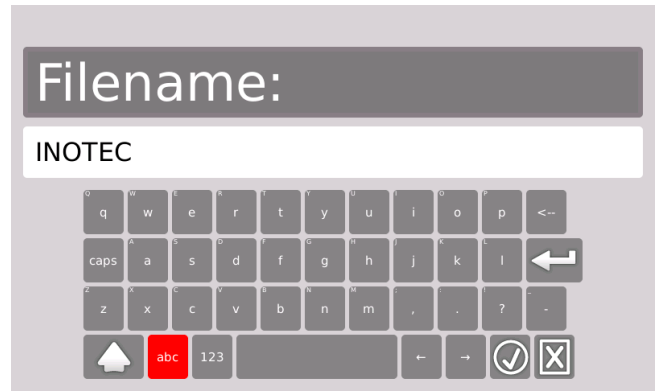 Filename:
INOTEC
Q W E R T Y U I O P
q w e r t y u i o p <--
A S D F G H J K L
caps a s d f g h j k l
Z X C V B N M ; : ! _
z x c v b n m , . ? -
abc 123 ← →